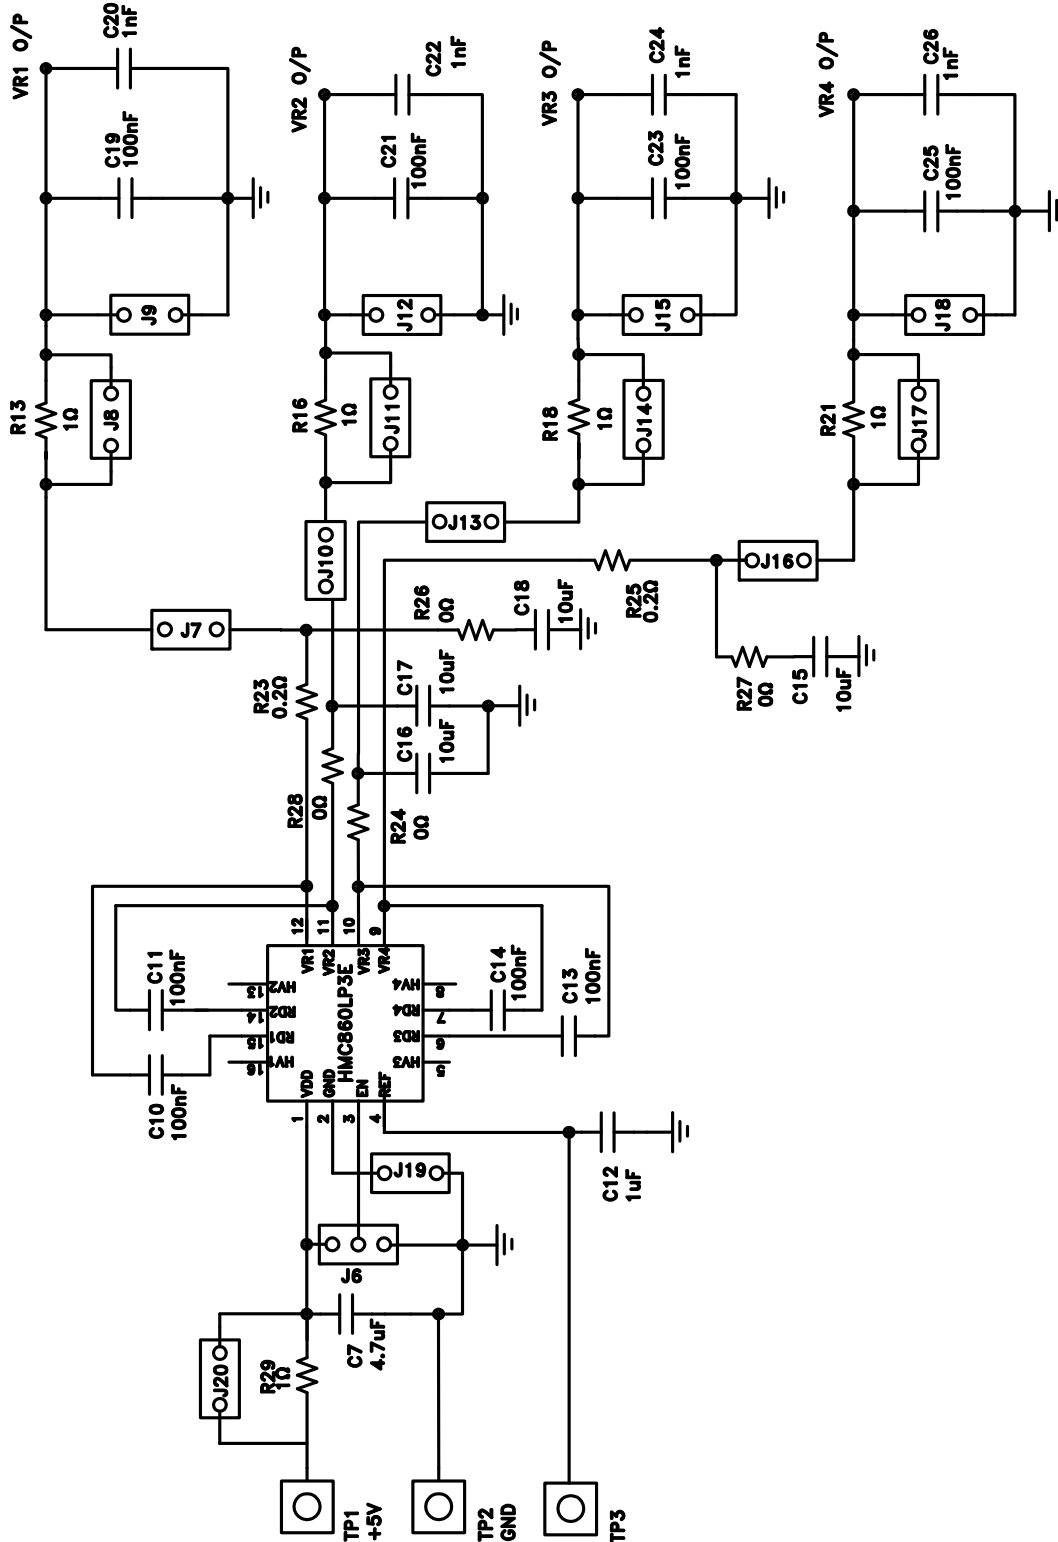 VR1 O/P
C20
1nF
C19
100nF
J9
R13
1Ω
J8
VR2 O/P
C22
1nF
C21
100nF
J12
R16
1Ω
J11
J10
VR3 O/P
C24
1nF
C23
100nF
J15
R18
1Ω
J14
J13
VR4 O/P
C26
1nF
C25
100nF
J18
R21
1Ω
J17
J16
J7
R26
0Ω
C18
10uF
R25
0.2Ω
R27
0Ω
C15
10uF
R23
0.2Ω
C17
10uF
C16
10uF
R28
0Ω
R24
0Ω
C11
100nF
C10
100nF
C14
100nF
C13
100nF
12
11
10
9
VR1
VR2
VR3
VR4
HMC860LP3E
13
HV2
14
RD2
15
RD1
16
HV1
HV4
8
RD4
7
RD3
6
HV3
5
VDD
GND
EN
REF
1
2
3
4
J19
C12
1uF
J6
C7
4.7uF
J20
R29
1Ω
TP1
+5V
TP2
GND
TP3